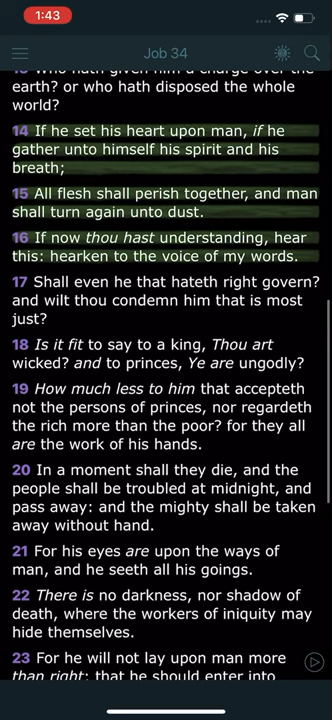 1:43
Job 34
13 Who hath given him a charge over the
earth? or who hath disposed the whole
world?
14 If he set his heart upon man, if he
gather unto himself his spirit and his
breath;
15 All flesh shall perish together, and man
shall turn again unto dust.
16 If now thou hast understanding, hear
this: hearken to the voice of my words.
17 Shall even he that hateth right govern?
and wilt thou condemn him that is most
just?
18 Is it fit to say to a king, Thou art
wicked? and to princes, Ye are ungodly?
19 How much less to him that accepteth
not the persons of princes, nor regardeth
the rich more than the poor? for they all
are the work of his hands.
20 In a moment shall they die, and the
people shall be troubled at midnight, and
pass away: and the mighty shall be taken
away without hand.
21 For his eyes are upon the ways of
man, and he seeth all his goings.
22 There is no darkness, nor shadow of
death, where the workers of iniquity may
hide themselves.
23 For he will not lay upon man more
than right; that he should enter into